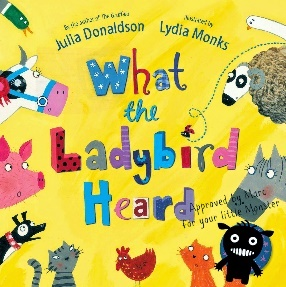 By the author of The Gruffalo
Julia Donaldson
Illustrated by
Lydia Monks
What
the
Ladybird
Heard
Approved by Marc
for your little Monster